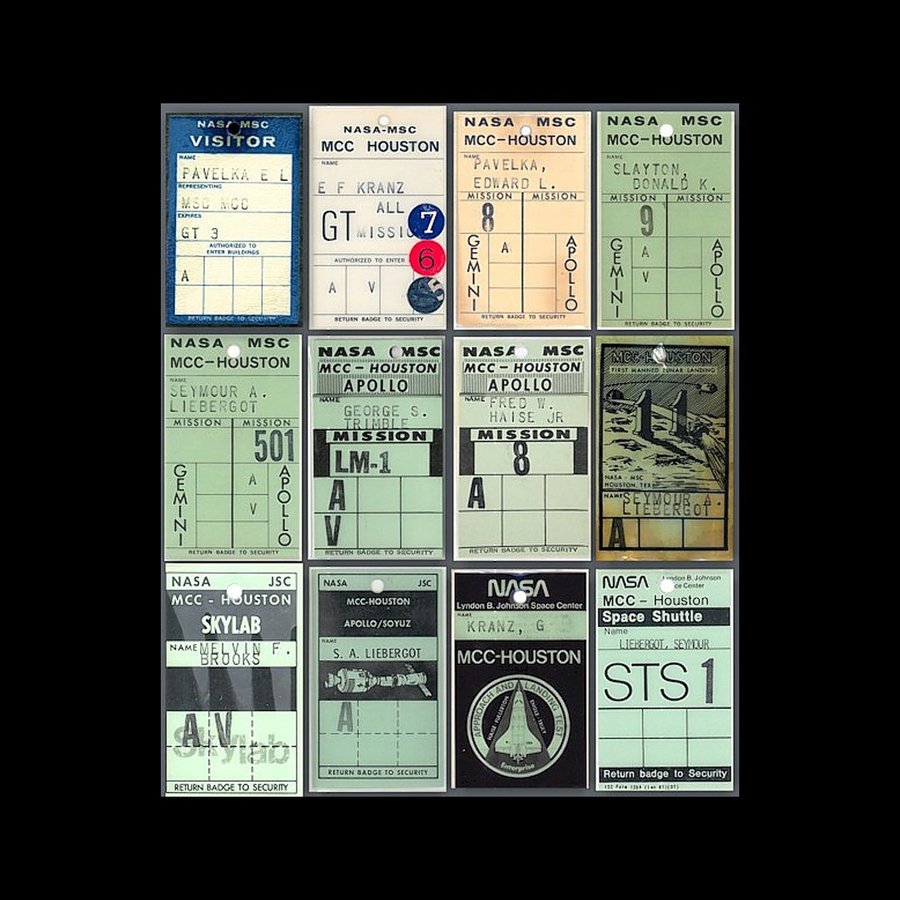 NASA-MSC
VISITOR
NAME
PAVELKA E L
REPRESENTING
MSC MCC
EXPIRES
GT 3
AUTHORIZED TO
ENTER BUILDINGS
A
RETURN BADGE TO SECURITY
NASA-MSC
MCC HOUSTON
NAME
E F KRANZ
ALL
GT
7
6
AUTHORIZED TO ENTER
A V
RETURN BADGE TO SECURITY
NASA MSC
MCC-HOUSTON
NAME
PAVELKA,
EDWARD L.
MISSION MISSION
8
A
GEMINI
APOLLO
RETURN BADGE TO SECURITY
NASA MSC
MCC-HOUSTON
NAME
SLAYTON,
DONALD K.
MISSION MISSION
9
A
V
GEMINI
APOLLO
RETURN BADGE TO SECURITY
NASA MSC
MCC-HOUSTON
NAME
SEYMOUR A.
LIEBERGOT
MISSION MISSION
501
A
V
GEMINI
APOLLO
RETURN BADGE TO SECURITY
NASA MSC
MCC - HOUSTON
APOLLO
NAME
GEORGE S.
TRIMBLE
MISSION
LM-1
A
V
RETURN BADGE TO SECURITY
NASA MSC
MCC - HOUSTON
APOLLO
NAME
FRED W.
HAISE JR
MISSION
8
A
RETURN BADGE TO SECURITY
MCC-HOUSTON
FIRST MANNED LUNAR LANDING
11
NASA - MSC
HOUSTON, TEX
NAME
SEYMOUR A.
LIEBERGOT
A
NASA JSC
MCC - HOUSTON
SKYLAB
NAME MELVIN F.
BROOKS
A V
Skylab
RETURN BADGE TO SECURITY
NASA JSC
MCC-HOUSTON
APOLLO/SOYUZ
NAME
S. A. LIEBERGOT
A
RETURN BADGE TO SECURITY
NASA
Lyndon B. Johnson Space Center
NAME
KRANZ, G
MCC-HOUSTON
APPROACH AND LANDING TEST
Enterprise
NASA
Lyndon B. Johnson
Space Center
MCC - Houston
Space Shuttle
Name
LIEBERGOT, SEYMOUR
STS 1
Return badge to Security